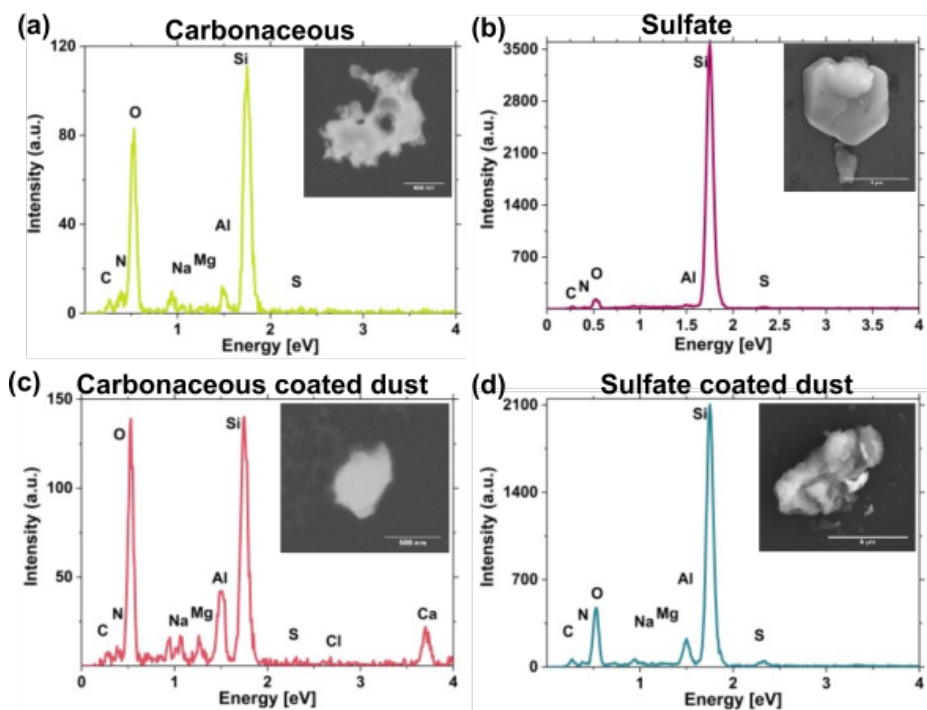 (a) Carbonaceous
120
80
40
0
Intensity (a.u.)
C
N
O
Na
Mg
Al
Si
S
1
2
3
4
Energy [eV]
(b) Sulfate
3500
2800
2100
1400
700
Intensity (a.u.)
C
N
O
Al
Si
S
0
0.5
1
1.5
2
2.5
3
3.5
4
Energy [eV]
(c) Carbonaceous coated dust
150
100
50
Intensity (a.u.)
C
N
O
Na
Mg
Al
Si
S
Cl
Ca
500 nm
0
1
2
3
4
Energy [eV]
(d) Sulfate coated dust
2100
1400
700
0
Intensity (a.u.)
C
N
O
Na
Mg
Al
Si
S
0
1
2
3
4
Energy [eV]